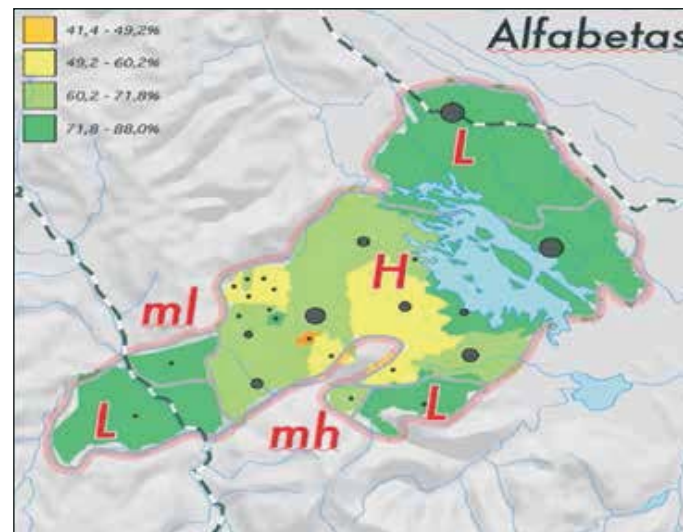 41,4 - 49,2%
Alfabetas
49,2 - 60,2%
60,2 - 71,8%
71,8 - 88,0%
L
H
ml
L
L
mh